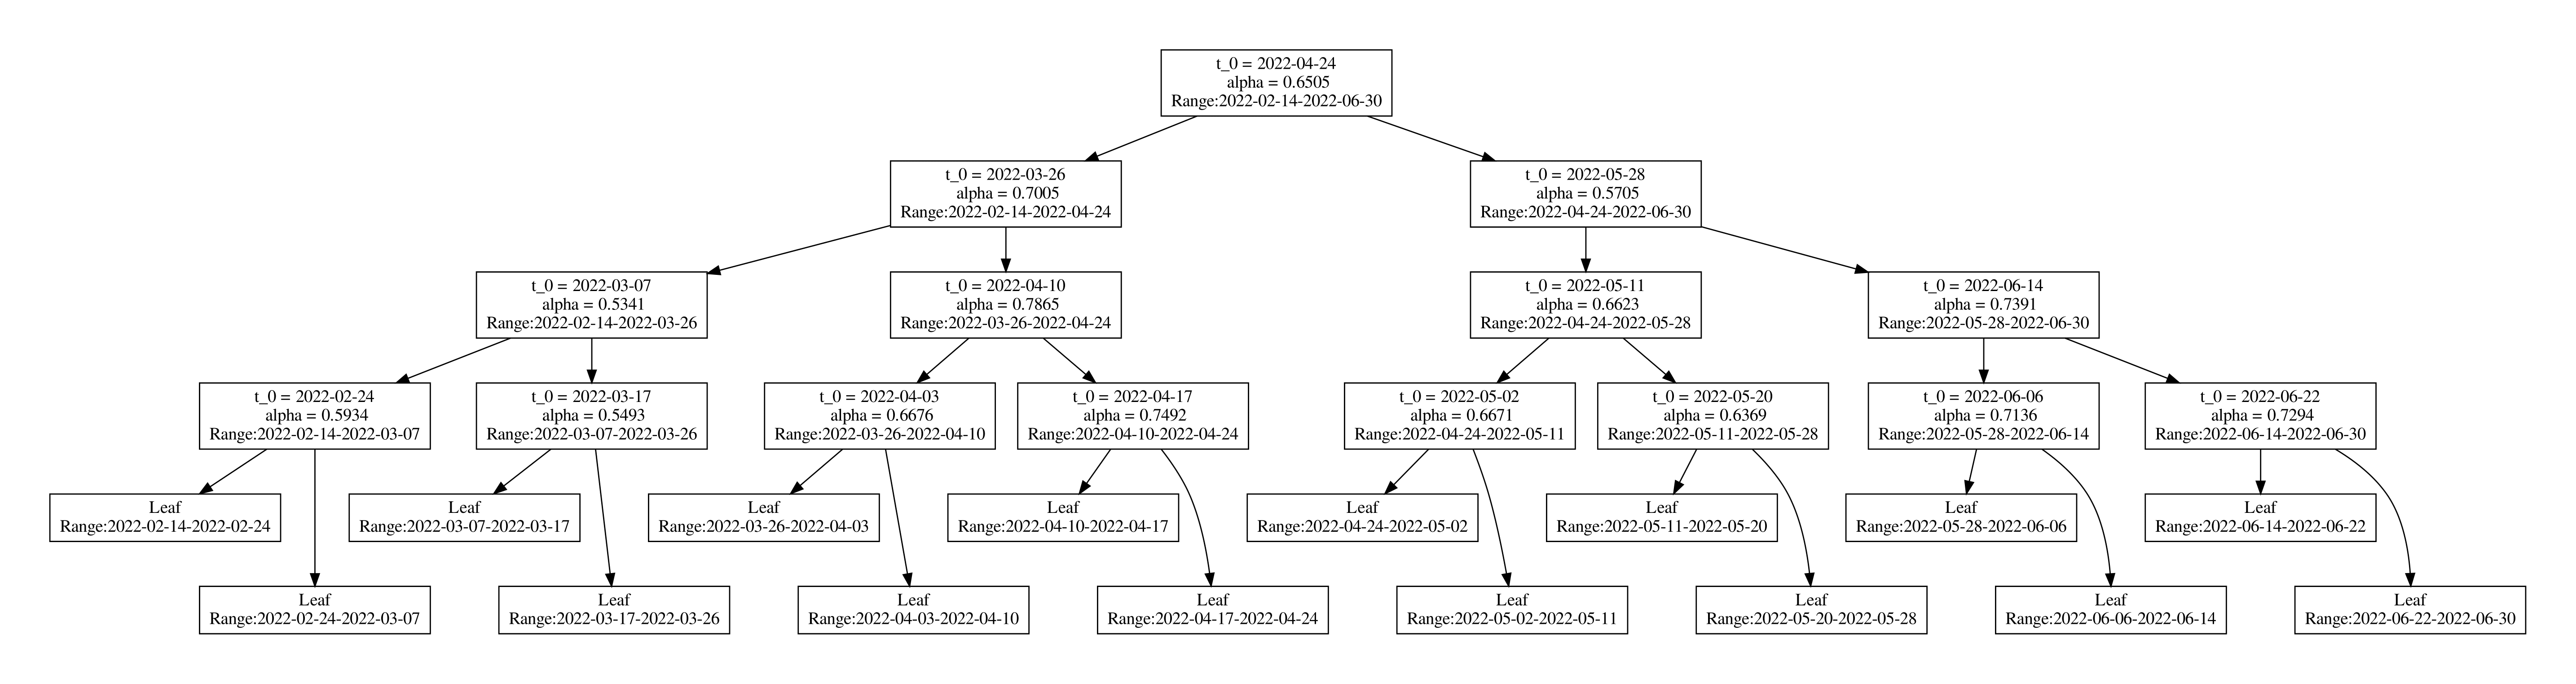 t_0 = 2022-04-24
alpha = 0.6505
Range:2022-02-14-2022-06-30
t_0 = 2022-03-26
alpha = 0.7005
Range:2022-02-14-2022-04-24
t_0 = 2022-05-28
alpha = 0.5705
Range:2022-04-24-2022-06-30
t_0 = 2022-03-07
alpha = 0.5341
Range:2022-02-14-2022-03-26
t_0 = 2022-04-10
alpha = 0.7865
Range:2022-03-26-2022-04-24
t_0 = 2022-05-11
alpha = 0.6623
Range:2022-04-24-2022-05-28
t_0 = 2022-06-14
alpha = 0.7391
Range:2022-05-28-2022-06-30
t_0 = 2022-02-24
alpha = 0.5934
Range:2022-02-14-2022-03-07
t_0 = 2022-03-17
alpha = 0.5493
Range:2022-03-07-2022-03-26
t_0 = 2022-04-03
alpha = 0.6676
Range:2022-03-26-2022-04-10
t_0 = 2022-04-17
alpha = 0.7492
Range:2022-04-10-2022-04-24
t_0 = 2022-05-02
alpha = 0.6671
Range:2022-04-24-2022-05-11
t_0 = 2022-05-20
alpha = 0.6369
Range:2022-05-11-2022-05-28
t_0 = 2022-06-06
alpha = 0.7136
Range:2022-05-28-2022-06-14
t_0 = 2022-06-22
alpha = 0.7294
Range:2022-06-14-2022-06-30
Leaf
Range:2022-02-14-2022-02-24
Leaf
Range:2022-03-07-2022-03-17
Leaf
Range:2022-03-26-2022-04-03
Leaf
Range:2022-04-10-2022-04-17
Leaf
Range:2022-04-24-2022-05-02
Leaf
Range:2022-05-11-2022-05-20
Leaf
Range:2022-05-28-2022-06-06
Leaf
Range:2022-06-14-2022-06-22
Leaf
Range:2022-02-24-2022-03-07
Leaf
Range:2022-03-17-2022-03-26
Leaf
Range:2022-04-03-2022-04-10
Leaf
Range:2022-04-17-2022-04-24
Leaf
Range:2022-05-02-2022-05-11
Leaf
Range:2022-05-20-2022-05-28
Leaf
Range:2022-06-06-2022-06-14
Leaf
Range:2022-06-22-2022-06-30